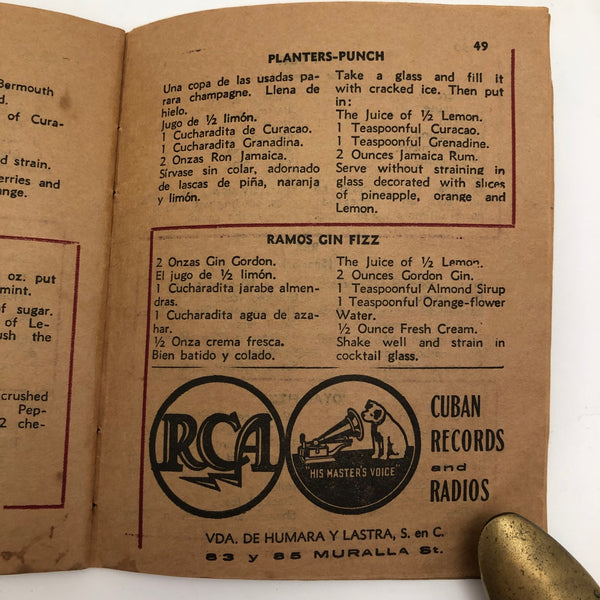 Bermouth
d.
of Cura-
d strain.
erries and
ange.
oz. put
mint.
f sugar.
of Le-
ush the
crushed
Pep-
2 che-
49
PLANTERS-PUNCH
Una copa de las usadas pa-
rara champagne. Llena de
hielo.
Jugo de ½ limón.
1 Cucharadita de Curacao.
1 Cucharadita Granadina.
2 Onzas Ron Jamaica.
Sírvase sin colar, adornado
de lascas de piña, naranja
y limón.
Take a glass and fill it
with cracked ice. Then put
in:
The Juice of ½ Lemon.
1 Teaspoonful Curacao.
1 Teaspoonful Grenadine.
2 Ounces Jamaica Rum.
Serve without straining in
glass decorated with slices
of pineapple, orange and
Lemon.
RAMOS GIN FIZZ
2 Onzas Gin Gordon.
El jugo de ½ limón.
1 Cucharadita jarabe almen-
dras.
1 Cucharadita agua de aza-
har.
½ Onza crema fresca.
Bien batido y colado.
The Juice of ½ Lemon.
2 Ounces Gordon Gin.
1 Teaspoonful Almond Sirup
1 Teaspoonful Orange-flower
Water.
½ Ounce Fresh Cream.
Shake well and strain in
cocktail glass.
RCA
"HIS MASTER'S VOICE"
CUBAN
RECORDS
and
RADIOS
VDA. DE HUMARA Y LASTRA, S. en C.
83 y 85 MURALLA St.